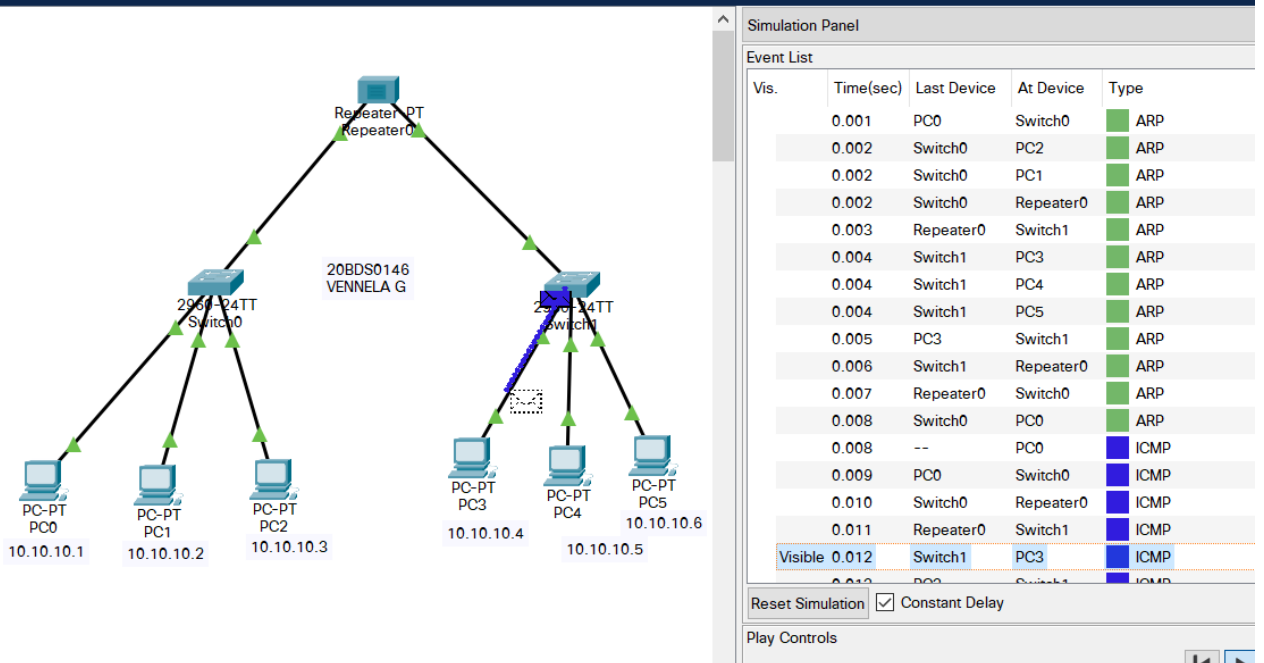 Repeater-PT
Repeater0
20BDS0146
VENNELA G
2960-24TT
Switch0
2960-24TT
Switch1
PC-PT
PC0
10.10.10.1
PC-PT
PC1
10.10.10.2
PC-PT
PC2
10.10.10.3
PC-PT
PC3
10.10.10.4
PC-PT
PC4
10.10.10.5
PC-PT
PC5
10.10.10.6
Simulation Panel
Event List
Vis. Time(sec) Last Device At Device Type
0.001 PC0 Switch0 ARP
0.002 Switch0 PC2 ARP
0.002 Switch0 PC1 ARP
0.002 Switch0 Repeater0 ARP
0.003 Repeater0 Switch1 ARP
0.004 Switch1 PC3 ARP
0.004 Switch1 PC4 ARP
0.004 Switch1 PC5 ARP
0.005 PC3 Switch1 ARP
0.006 Switch1 Repeater0 ARP
0.007 Repeater0 Switch0 ARP
0.008 Switch0 PC0 ARP
0.008 -- PC0 ICMP
0.009 PC0 Switch0 ICMP
0.010 Switch0 Repeater0 ICMP
0.011 Repeater0 Switch1 ICMP
Visible 0.012 Switch1 PC3 ICMP
Reset Simulation Constant Delay
Play Controls